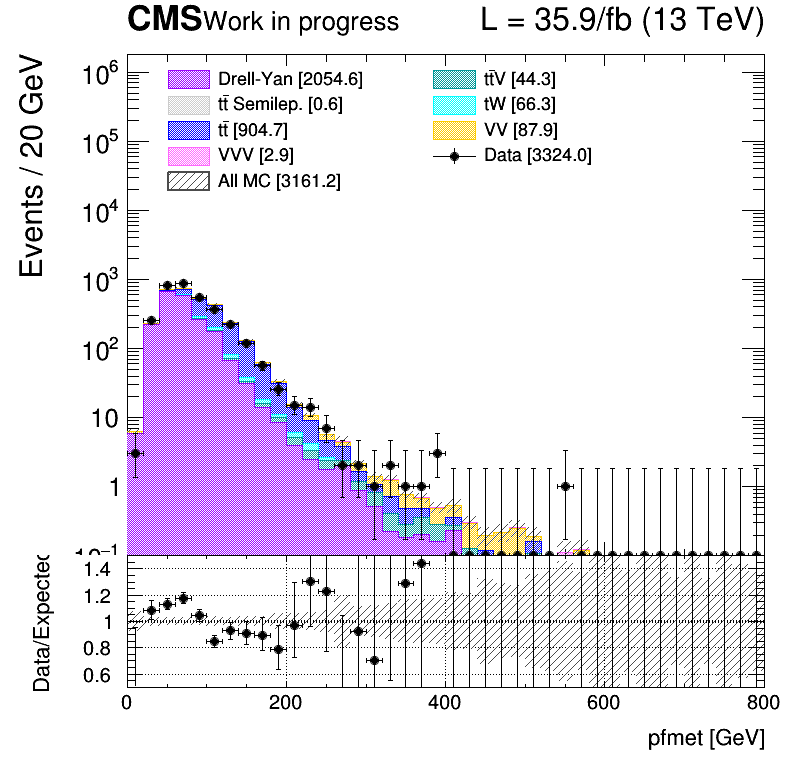 CMS Work in progress L = 35.9/fb (13 TeV)
Events / 20 GeV
10⁶
10⁵
10⁴
10³
10²
10
1
10⁻¹
Drell-Yan [2054.6]
tt̄ Semilep. [0.6]
tt̄ [904.7]
VVV [2.9]
All MC [3161.2]
tt̄V [44.3]
tW [66.3]
VV [87.9]
Data [3324.0]
Data/Expected
1.4
1.2
1
0.8
0.6
0 200 400 600 800
pfmet [GeV]